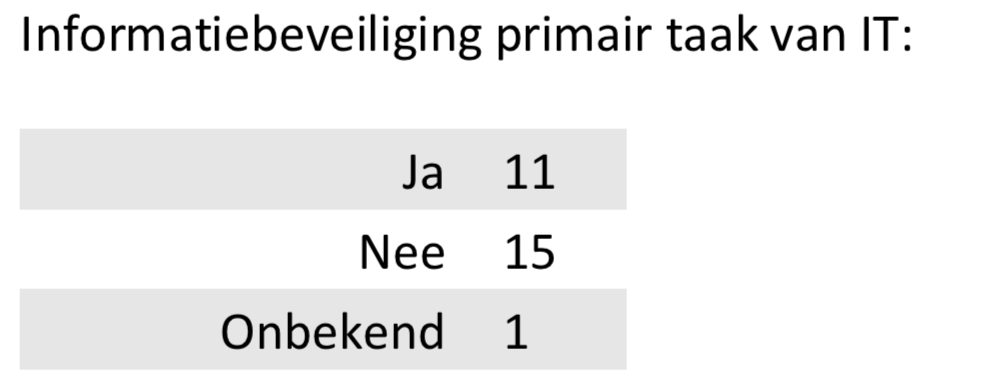 Informatiebeveiliging primair taak van IT:
Ja 11
Nee 15
Onbekend 1